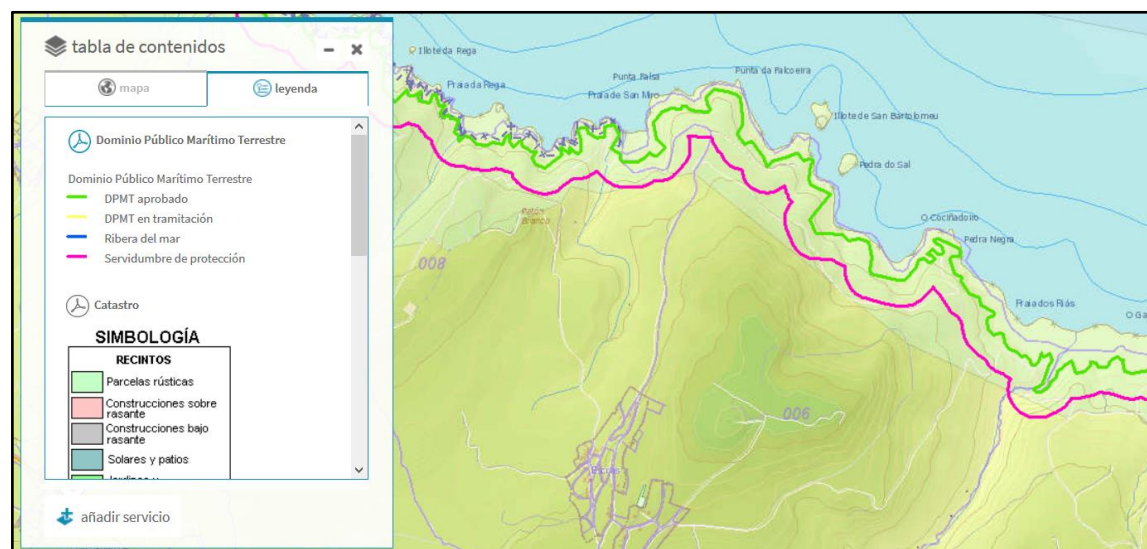 tabla de contenidos
mapa
leyenda
Dominio Público Marítimo Terrestre
Dominio Público Marítimo Terrestre
DPMT aprobado
DPMT en tramitación
Ribera del mar
Servidumbre de protección
Catastro
SIMBOLOGÍA
RECINTOS
Parcelas rústicas
Construcciones sobre
rasante
Construcciones bajo
rasante
Solares y patios
añadir servicio
Illote da Rega
Praia da Rega
Punta Falsa
Praia de San Miro
Punta da Falcoeira
Illote de San Bartolomeu
Pedra do Sal
O Cociñadoiro
Pedra Negra
Praia dos Riás
O Ga
Branco
008
006